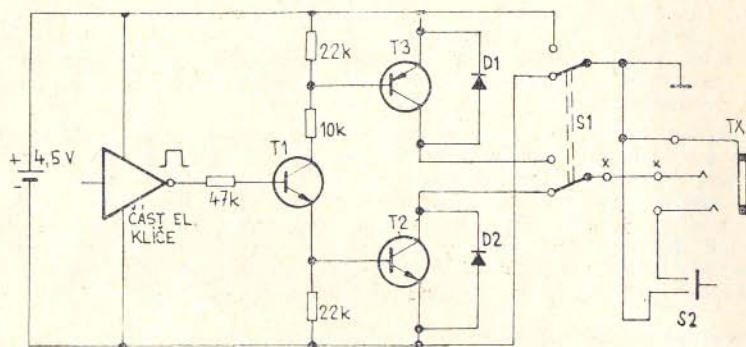 22k
T3
D1
10k
T1
S1
TX
+ 4,5 V
-
x
x
47k
ČÁST EL.
KLÍČE
T2
D2
22k
S2